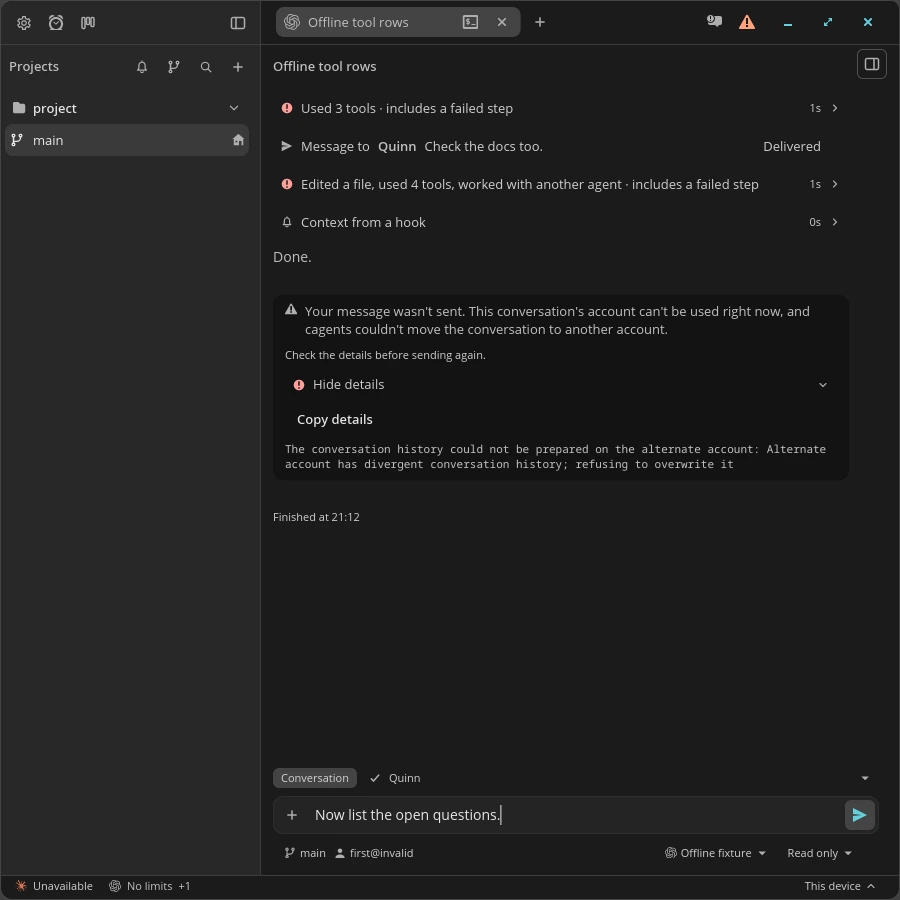 Offline tool rows
Projects
Offline tool rows
project
main
Used 3 tools · includes a failed step 1s
Message to Quinn Check the docs too. Delivered
Edited a file, used 4 tools, worked with another agent · includes a failed step 1s
Context from a hook 0s
Done.
Your message wasn't sent. This conversation's account can't be used right now, and
cagents couldn't move the conversation to another account.
Check the details before sending again.
Hide details
Copy details
The conversation history could not be prepared on the alternate account: Alternate
account has divergent conversation history; refusing to overwrite it
Finished at 21:12
Conversation Quinn
Now list the open questions.
main first@invalid Offline fixture Read only
Unavailable No limits +1 This device